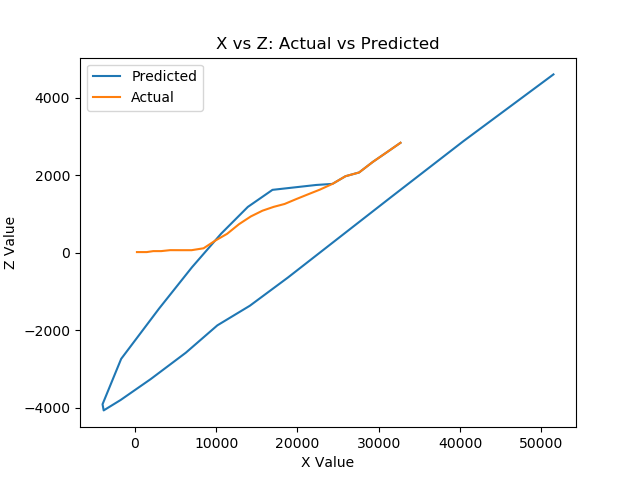 X vs Z: Actual vs Predicted
Predicted
Actual
4000
2000
0
−2000
−4000
Z Value
0 10000 20000 30000 40000 50000
X Value